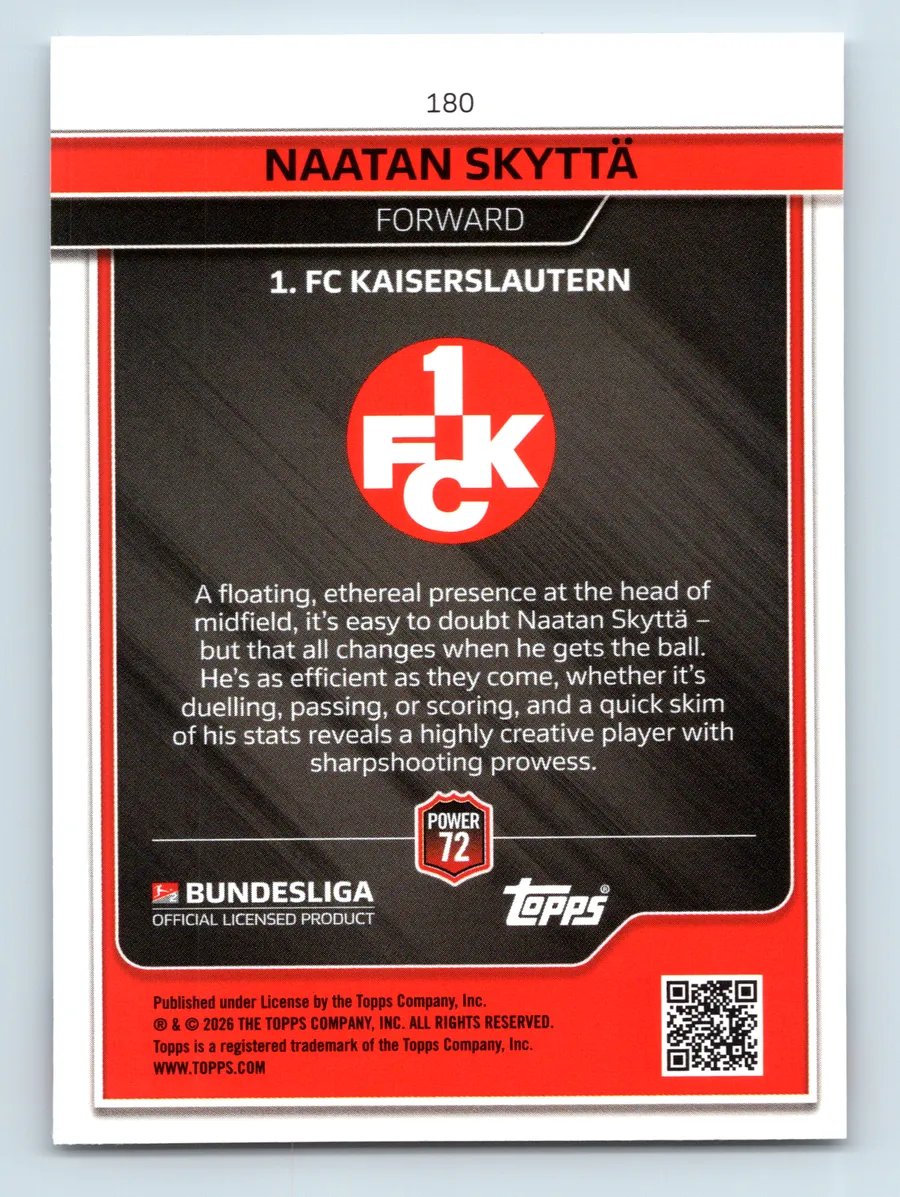 180
NAATAN SKYTTÄ
FORWARD
1. FC KAISERSLAUTERN
1
FCK
A floating, ethereal presence at the head of
midfield, it's easy to doubt Naatan Skyttä –
but that all changes when he gets the ball.
He's as efficient as they come, whether it's
duelling, passing, or scoring, and a quick skim
of his stats reveals a highly creative player with
sharpshooting prowess.
POWER
72
2 BUNDESLIGA
OFFICIAL LICENSED PRODUCT
topps®
Published under License by the Topps Company, Inc.
® & © 2026 THE TOPPS COMPANY, INC. ALL RIGHTS RESERVED.
Topps is a registered trademark of the Topps Company, Inc.
WWW.TOPPS.COM